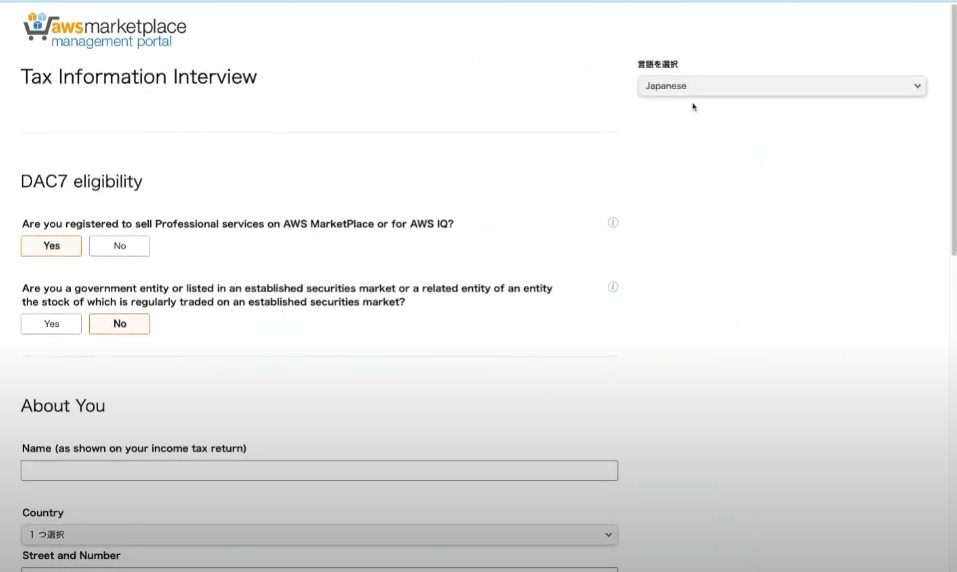 aws marketplace
management portal
Tax Information Interview
言語を選択
Japanese
DAC7 eligibility
Are you registered to sell Professional services on AWS MarketPlace or for AWS IQ?
Yes
No
Are you a government entity or listed in an established securities market or a related entity of an entity
the stock of which is regularly traded on an established securities market?
Yes
No
About You
Name (as shown on your income tax return)
Country
1 つ選択
Street and Number